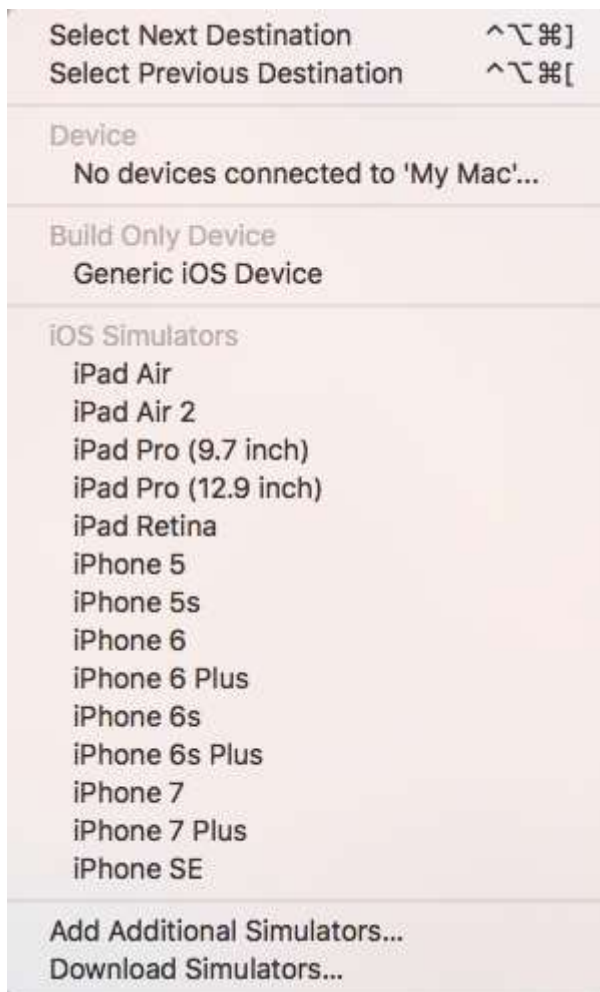 Select Next Destination ^⌥⌘]
Select Previous Destination ^⌥⌘[
Device
No devices connected to 'My Mac'...
Build Only Device
Generic iOS Device
iOS Simulators
iPad Air
iPad Air 2
iPad Pro (9.7 inch)
iPad Pro (12.9 inch)
iPad Retina
iPhone 5
iPhone 5s
iPhone 6
iPhone 6 Plus
iPhone 6s
iPhone 6s Plus
iPhone 7
iPhone 7 Plus
iPhone SE
Add Additional Simulators...
Download Simulators...